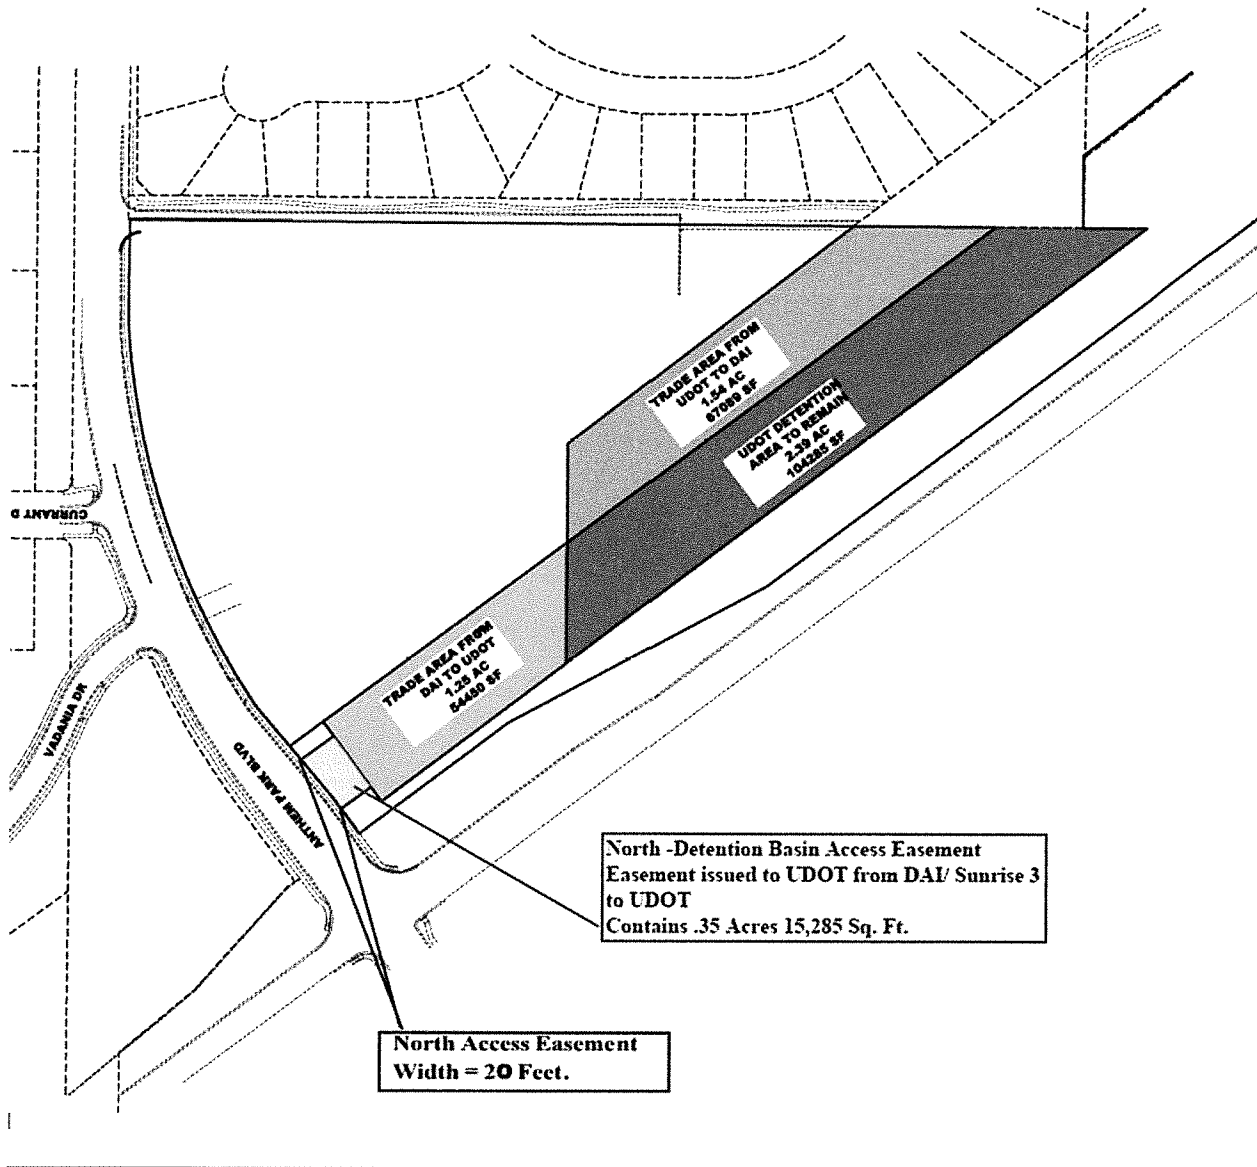 TRADE AREA FROM
UDOT TO DAI
1.54 AC
67089 SF
UDOT DETENTION
AREA TO REMAIN
2.39 AC
104285 SF
CURRANT D
TRADE AREA FROM
DAI TO UDOT
1.25 AC
54450 SF
VADANIA DR
ANTHEM PARK BLVD
North -Detention Basin Access Easement
Easement issued to UDOT from DAI/ Sunrise 3
to UDOT
Contains .35 Acres 15,285 Sq. Ft.
North Access Easement
Width = 20 Feet.